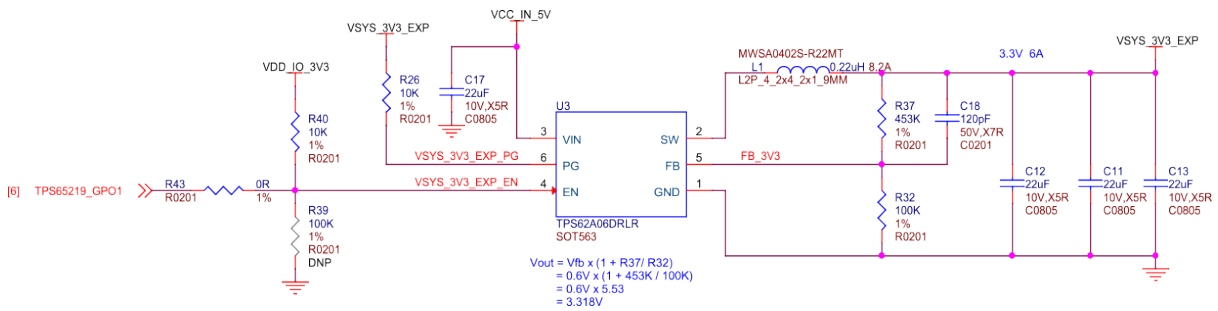 VCC_IN_5V
VSYS_3V3_EXP
VSYS_3V3_EXP
VDD_IO_3V3
3.3V 6A
MWSA0402S-R22MT
L1
0.22uH 8.2A
L2P_4_2x4_2x1_9MM
R26
10K
1%
R0201
C17
22uF
10V,X5R
C0805
R40
10K
1%
R0201
U3
3
VIN
SW
2
6
PG
FB
5
4
EN
GND
1
TPS62A06DRLR
SOT563
VSYS_3V3_EXP_PG
VSYS_3V3_EXP_EN
FB_3V3
R37
453K
1%
R0201
C18
120pF
50V,X7R
C0201
[6]
TPS65219_GPO1
R43
R0201
0R
1%
R39
100K
1%
R0201
DNP
R32
100K
1%
R0201
C12
22uF
10V,X5R
C0805
C11
22uF
10V,X5R
C0805
C13
22uF
10V,X5R
C0805
Vout = Vfb x (1 + R37/ R32)
= 0.6V x (1 + 453K / 100K)
= 0.6V x 5.53
= 3.318V